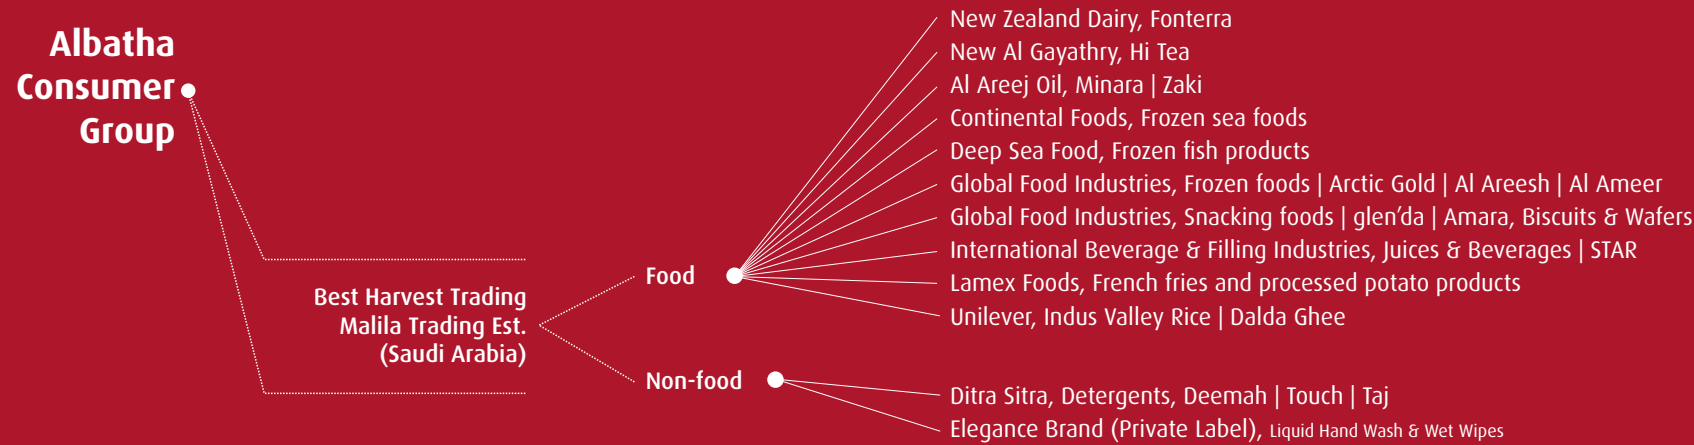 Albatha
Consumer
Group
Best Harvest Trading
Malila Trading Est.
(Saudi Arabia)
Food
New Zealand Dairy, Fonterra
New Al Gayathry, Hi Tea
Al Areej Oil, Minara | Zaki
Continental Foods, Frozen sea foods
Deep Sea Food, Frozen fish products
Global Food Industries, Frozen foods | Arctic Gold | Al Areesh | Al Ameer
Global Food Industries, Snacking foods | glen’da | Amara, Biscuits & Wafers
International Beverage & Filling Industries, Juices & Beverages | STAR
Lamex Foods, French fries and processed potato products
Unilever, Indus Valley Rice | Dalda Ghee
Non-food
Ditra Sitra, Detergents, Deemah | Touch | Taj
Elegance Brand (Private Label), Liquid Hand Wash & Wet Wipes